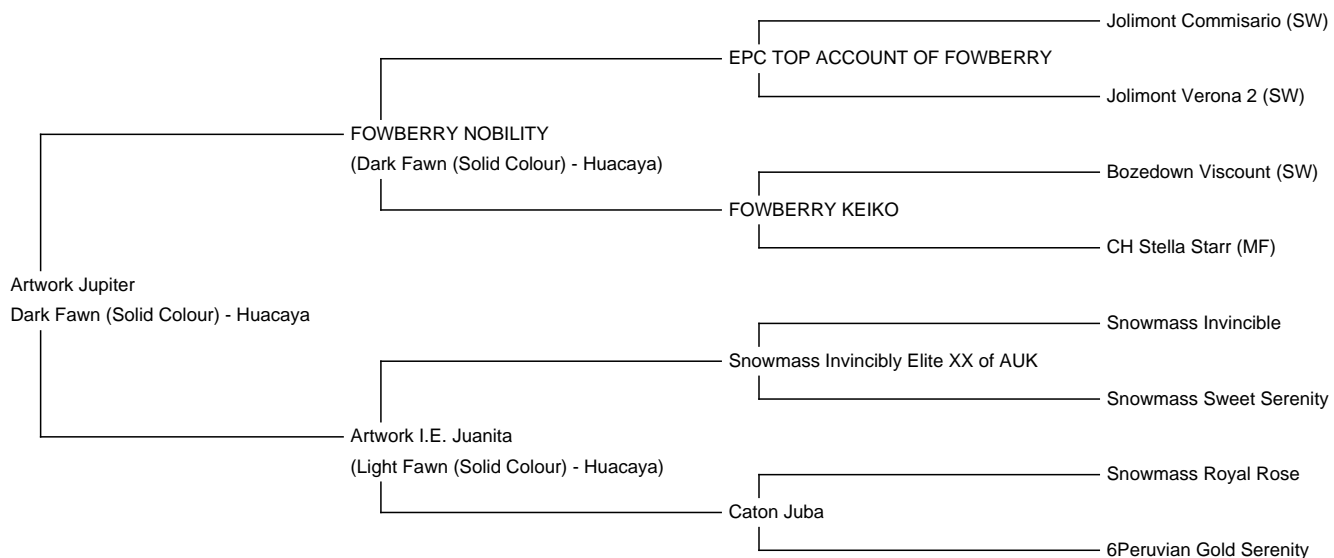 Jolimont Commisario (SW)
EPC TOP ACCOUNT OF FOWBERRY
Jolimont Verona 2 (SW)
FOWBERRY NOBILITY
(Dark Fawn (Solid Colour) - Huacaya)
Bozedown Viscount (SW)
FOWBERRY KEIKO
CH Stella Starr (MF)
Artwork Jupiter
Dark Fawn (Solid Colour) - Huacaya
Snowmass Invincible
Snowmass Invincibly Elite XX of AUK
Snowmass Sweet Serenity
Artwork I.E. Juanita
(Light Fawn (Solid Colour) - Huacaya)
Snowmass Royal Rose
Caton Juba
6Peruvian Gold Serenity